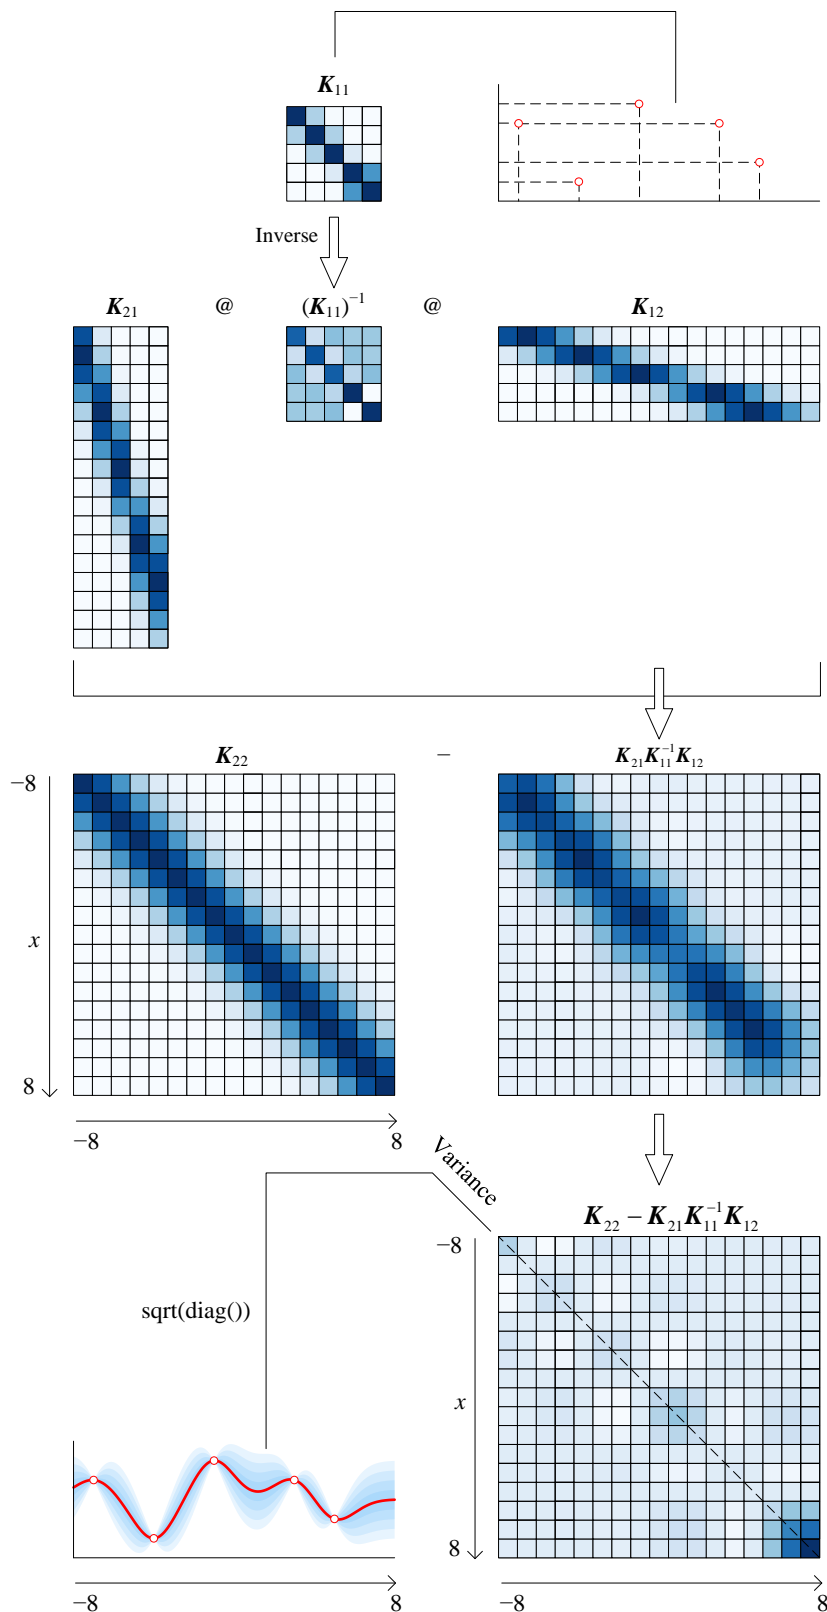 K₁₁
Inverse
K₂₁ @ (K₁₁)⁻¹ @ K₁₂
K₂₂ − K₂₁K₁₁⁻¹K₁₂
−8
x
8
−8 8
Variance
K₂₂ − K₂₁K₁₁⁻¹K₁₂
−8
sqrt(diag())
x
8
−8 8 −8 8